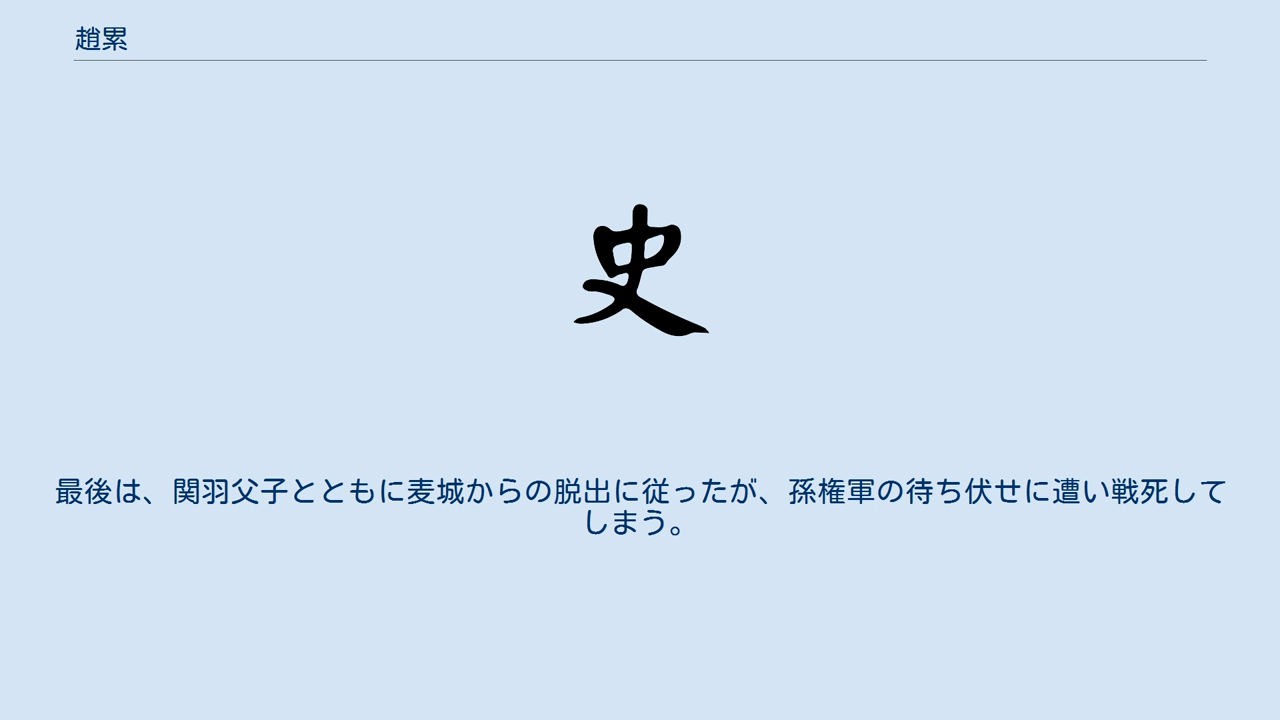 趙累
史
最後は、関羽父子とともに麦城からの脱出に従ったが、孫権軍の待ち伏せに遭い戦死して
しまう。